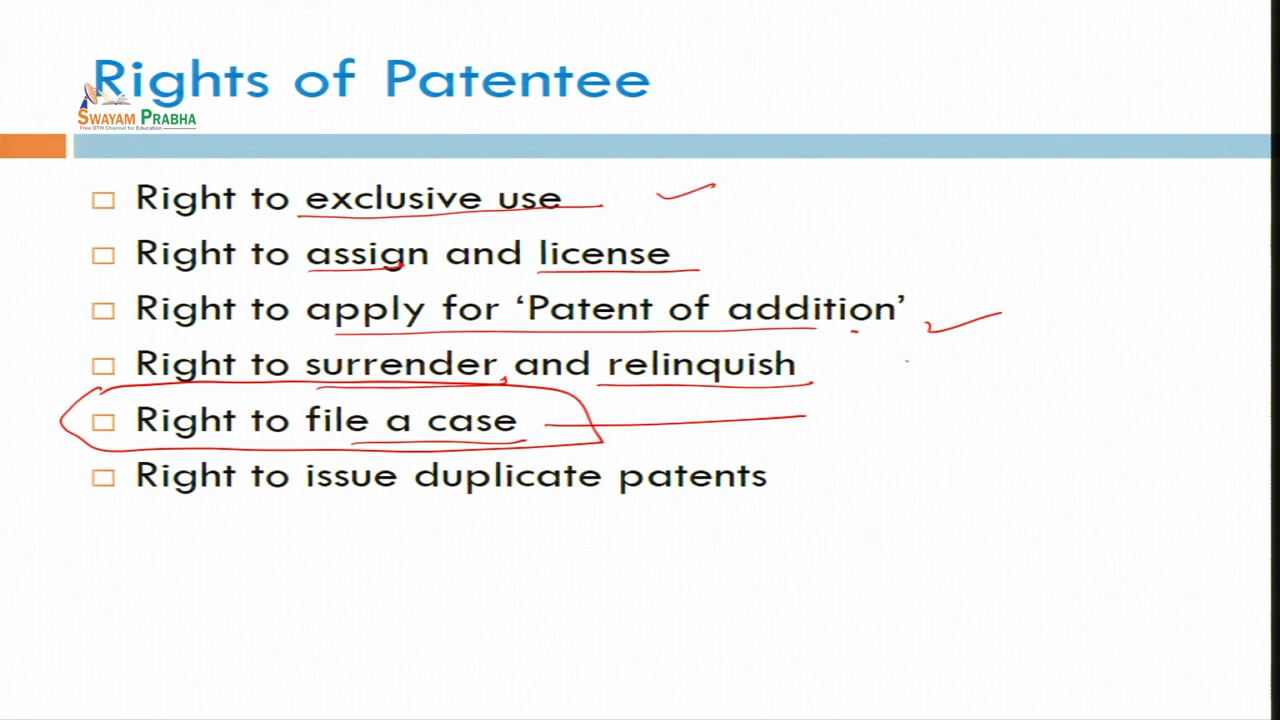 Rights of Patentee
SWAYAM PRABHA
Free DTH Channel for Education
Right to exclusive use
Right to assign and license
Right to apply for ‘Patent of addition’
Right to surrender and relinquish
Right to file a case
Right to issue duplicate patents